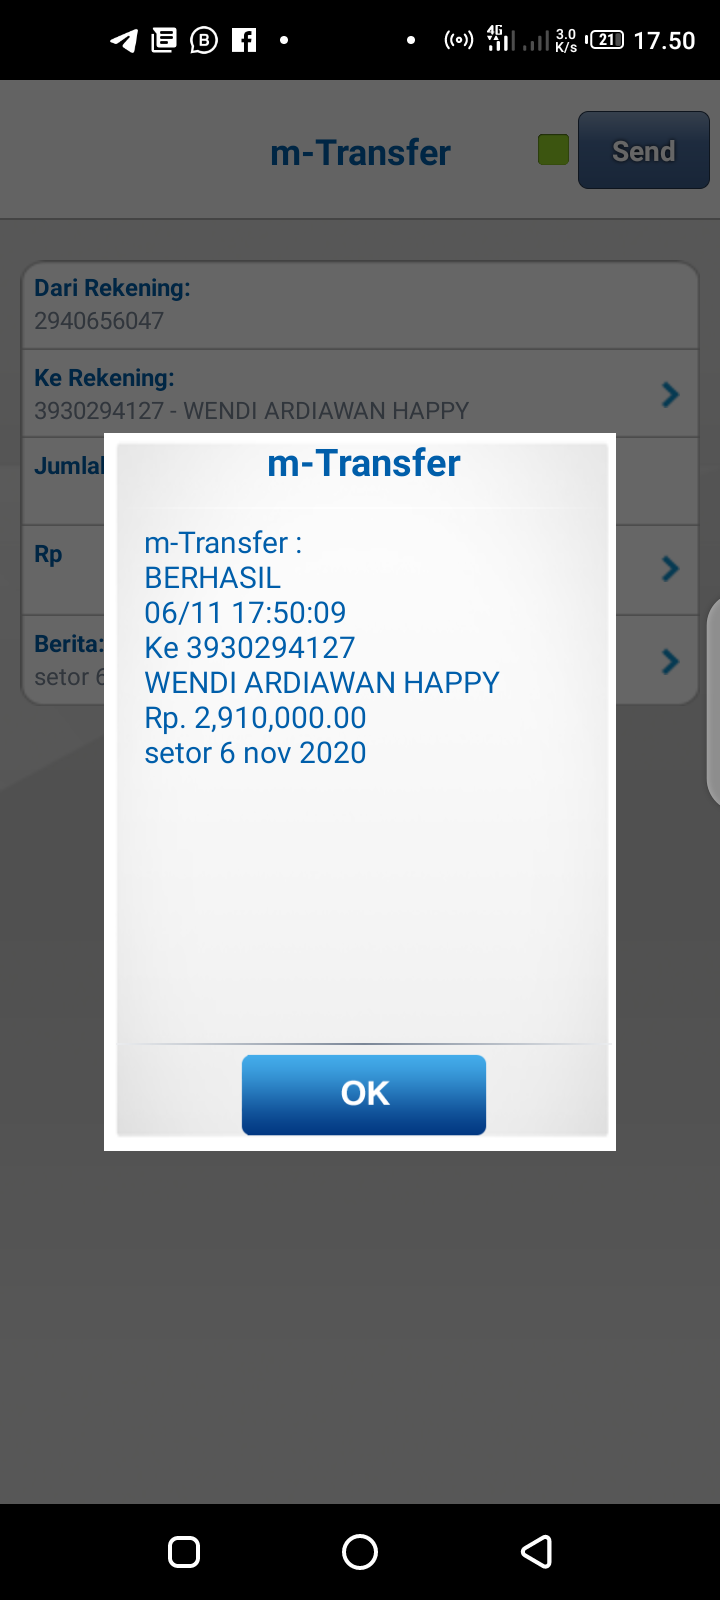 4G
3.0
K/s
21
17.50
m-Transfer
Send
Dari Rekening:
2940656047
Ke Rekening:
3930294127 - WENDI ARDIAWAN HAPPY
Rp
Berita:
setor 6
m-Transfer
m-Transfer :
BERHASIL
06/11 17:50:09
Ke 3930294127
WENDI ARDIAWAN HAPPY
Rp. 2,910,000.00
setor 6 nov 2020
OK